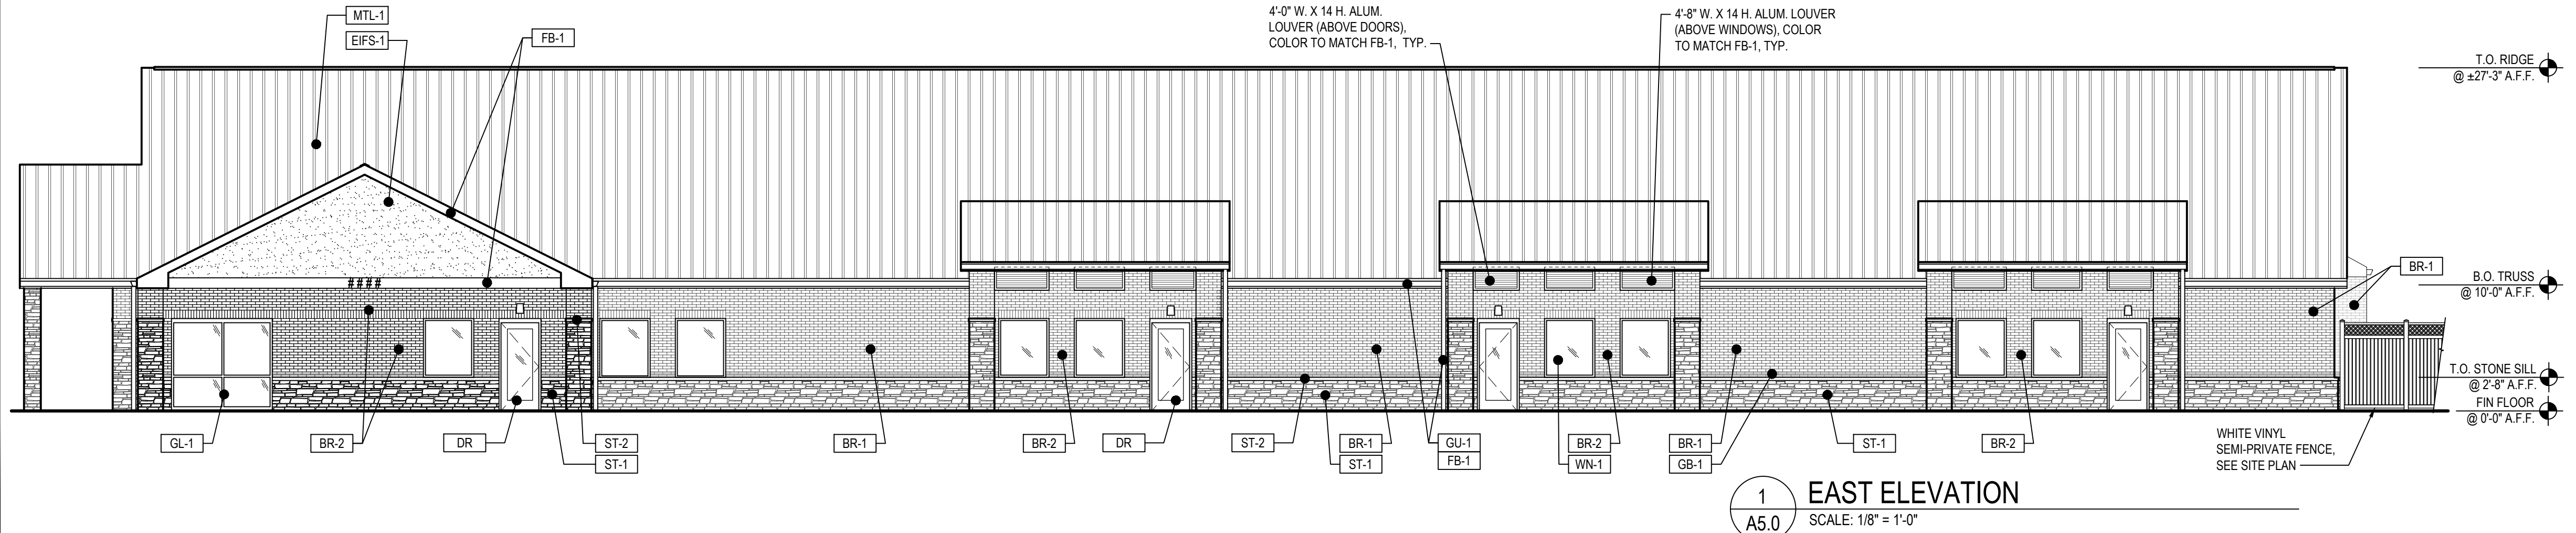 MTL-1
EIFS-1
FB-1
4'-0" W. X 14 H. ALUM.
LOUVER (ABOVE DOORS),
COLOR TO MATCH FB-1, TYP.
4'-8" W. X 14 H. ALUM. LOUVER
(ABOVE WINDOWS), COLOR
TO MATCH FB-1, TYP.
T.O. RIDGE
@ ±27'-3" A.F.F.
####
BR-1
B.O. TRUSS
@ 10'-0" A.F.F.
T.O. STONE SILL
@ 2'-8" A.F.F.
FIN FLOOR
@ 0'-0" A.F.F.
GL-1
BR-2
DR
ST-2
ST-1
BR-1
BR-2
DR
ST-2
BR-1
ST-1
GU-1
FB-1
BR-2
WN-1
BR-1
GB-1
ST-1
BR-2
WHITE VINYL
SEMI-PRIVATE FENCE,
SEE SITE PLAN
1
A5.0
EAST ELEVATION
SCALE: 1/8" = 1'-0"